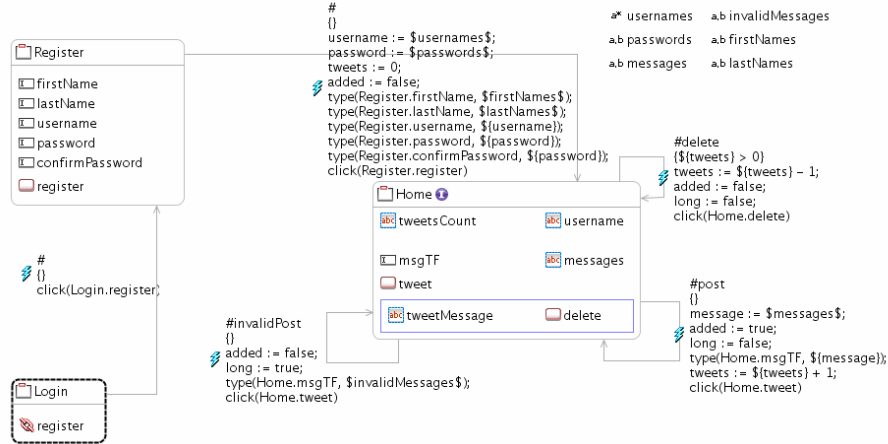 #
{}
username := $usernames$;
password := $passwords$;
tweets := 0;
added := false;
type(Register.firstName, $firstNames$);
type(Register.lastName, $lastNames$);
type(Register.username, ${username});
type(Register.password, ${password});
type(Register.confirmPassword, ${password});
click(Register.register)
a* usernames
a,b invalidMessages
a,b passwords
a,b firstNames
a,b messages
a,b lastNames
Register
firstName
lastName
username
password
confirmPassword
register
#delete
{${tweets} > 0}
tweets := ${tweets} − 1;
added := false;
long := false;
click(Home.delete)
Home I
abc tweetsCount
abc username
msgTF
abc messages
tweet
abc tweetMessage
delete
#
{}
click(Login.register)
#post
{}
message := $messages$;
added := true;
long := false;
type(Home.msgTF, ${message});
tweets := ${tweets} + 1;
click(Home.tweet)
#invalidPost
{}
added := false;
long := true;
type(Home.msgTF, $invalidMessages$);
click(Home.tweet)
Login
register